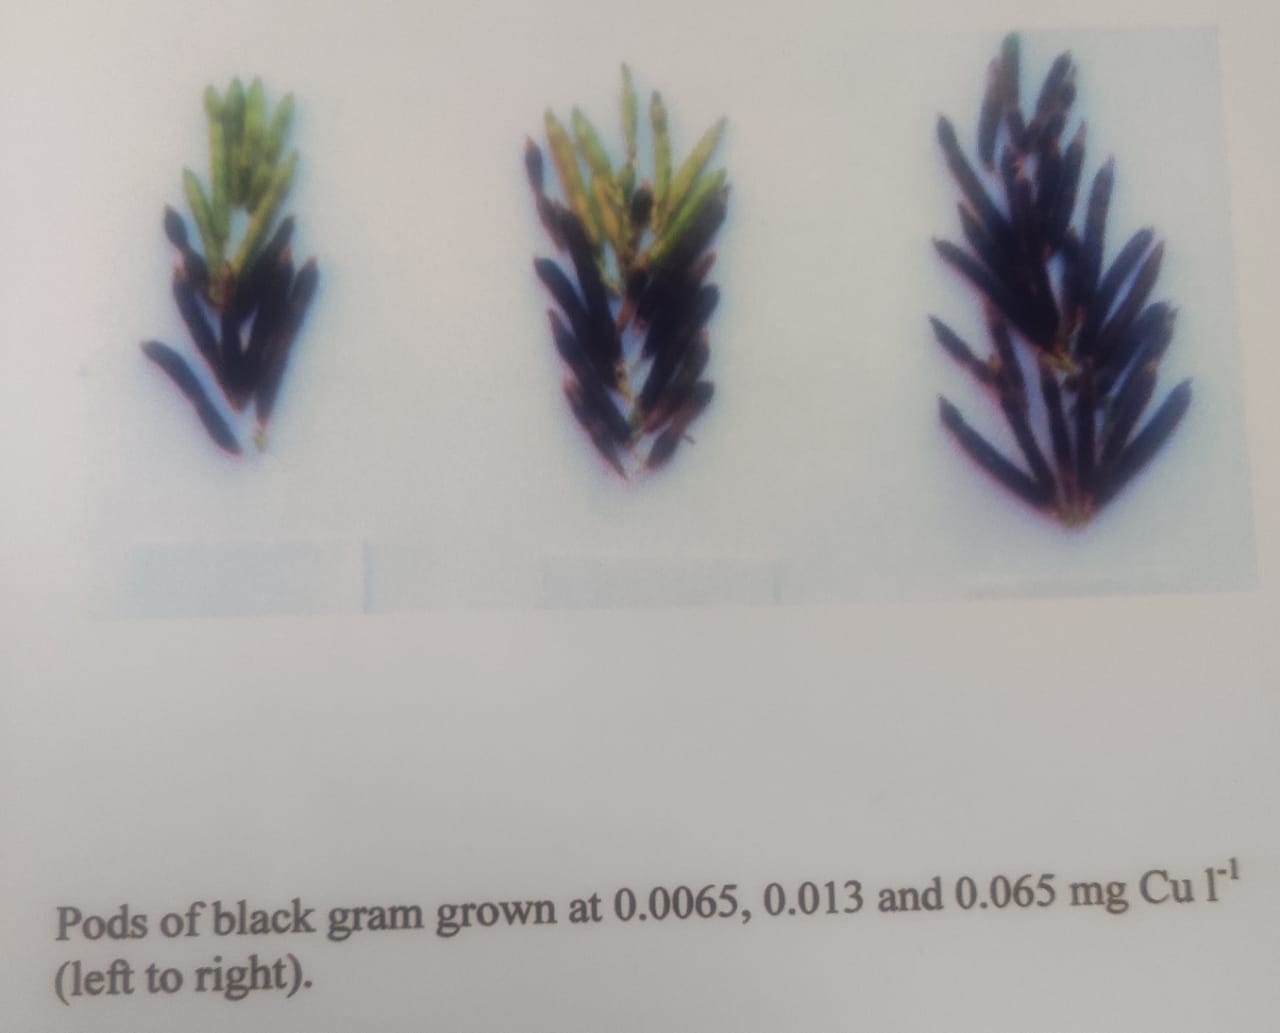 Pods of black gram grown at 0.0065, 0.013 and 0.065 mg Cu l⁻¹
(left to right).